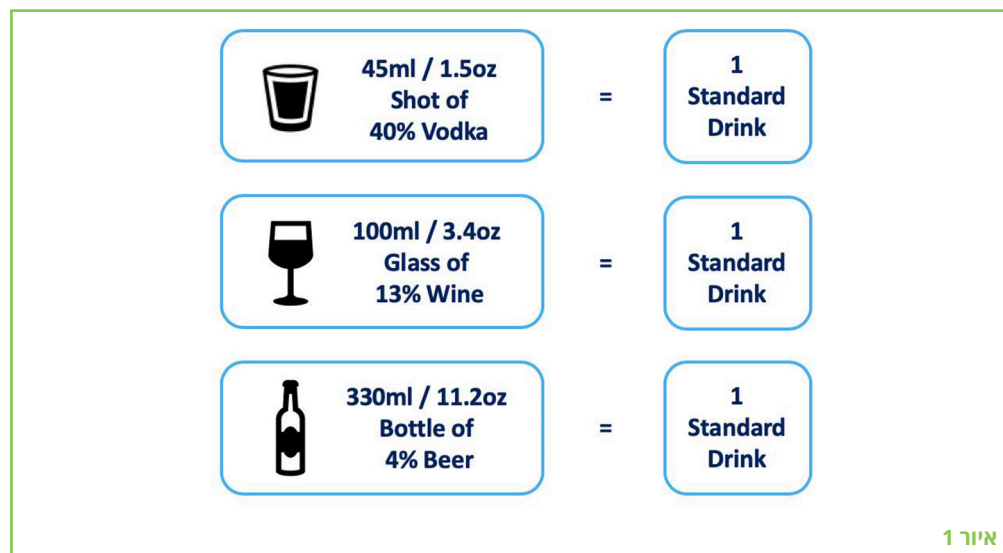 45ml / 1.5oz
Shot of
40% Vodka
=
1
Standard
Drink
100ml / 3.4oz
Glass of
13% Wine
=
1
Standard
Drink
330ml / 11.2oz
Bottle of
4% Beer
=
1
Standard
Drink
איור 1